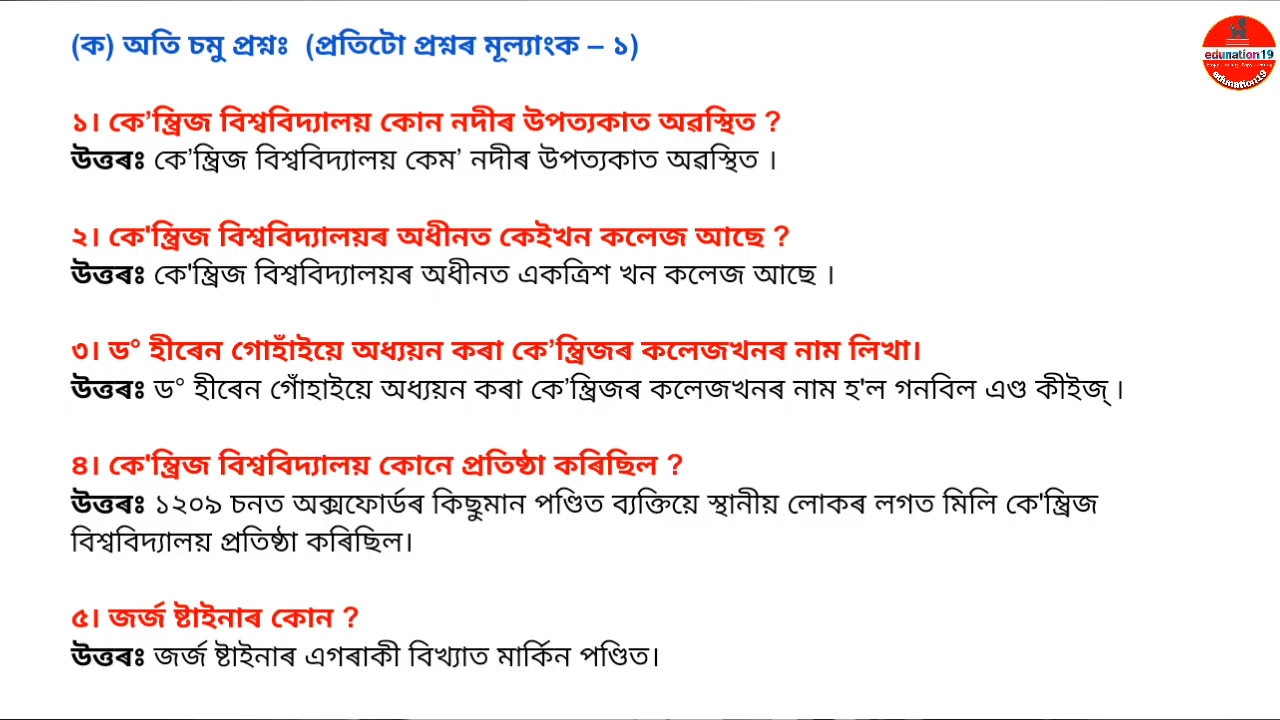 (ক) অতি চমু প্ৰশ্নঃ (প্ৰতিটো প্ৰশ্নৰ মূল্যাংক – ১)
edunation19
edunation19
১। কে’ম্ব্ৰিজ বিশ্ববিদ্যালয় কোন নদীৰ উপত্যকাত অৱস্থিত ?
উত্তৰঃ কে’ম্ব্ৰিজ বিশ্ববিদ্যালয় কেম’ নদীৰ উপত্যকাত অৱস্থিত ।
২। কে'ম্ব্ৰিজ বিশ্ববিদ্যালয়ৰ অধীনত কেইখন কলেজ আছে ?
উত্তৰঃ কে'ম্ব্ৰিজ বিশ্ববিদ্যালয়ৰ অধীনত একত্ৰিশ খন কলেজ আছে ।
৩। ড° হীৰেন গোহাঁইয়ে অধ্যয়ন কৰা কে’ম্ব্ৰিজৰ কলেজখনৰ নাম লিখা।
উত্তৰঃ ড° হীৰেন গোঁহাইয়ে অধ্যয়ন কৰা কে’ম্ব্ৰিজৰ কলেজখনৰ নাম হ'ল গনবিল এণ্ড কীইজ্ ।
৪। কে'ম্ব্ৰিজ বিশ্ববিদ্যালয় কোনে প্ৰতিষ্ঠা কৰিছিল ?
উত্তৰঃ ১২০৯ চনত অক্সফোৰ্ডৰ কিছুমান পণ্ডিত ব্যক্তিয়ে স্থানীয় লোকৰ লগত মিলি কে'ম্ব্ৰিজ
বিশ্ববিদ্যালয় প্ৰতিষ্ঠা কৰিছিল।
৫। জৰ্জ ষ্টাইনাৰ কোন ?
উত্তৰঃ জৰ্জ ষ্টাইনাৰ এগৰাকী বিখ্যাত মাৰ্কিন পণ্ডিত।